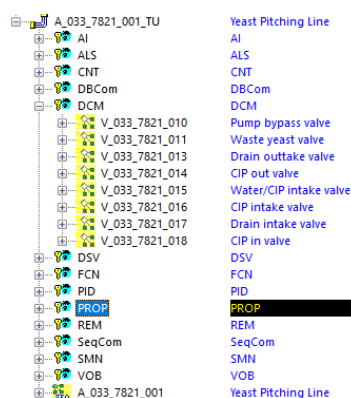 A_033_7821_001_TU Yeast Pitching Line
AI AI
ALS ALS
CNT CNT
DBCom DBCom
DCM DCM
V_033_7821_010 Pump bypass valve
V_033_7821_011 Waste yeast valve
V_033_7821_013 Drain outtake valve
V_033_7821_014 CIP out valve
V_033_7821_015 Water/CIP intake valve
V_033_7821_016 CIP intake valve
V_033_7821_017 Drain intake valve
V_033_7821_018 CIP in valve
DSV DSV
FCN FCN
PID PID
PROP PROP
REM REM
SeqCom SeqCom
SMN SMN
VOB VOB
A_033_7821_001 Yeast Pitching Line